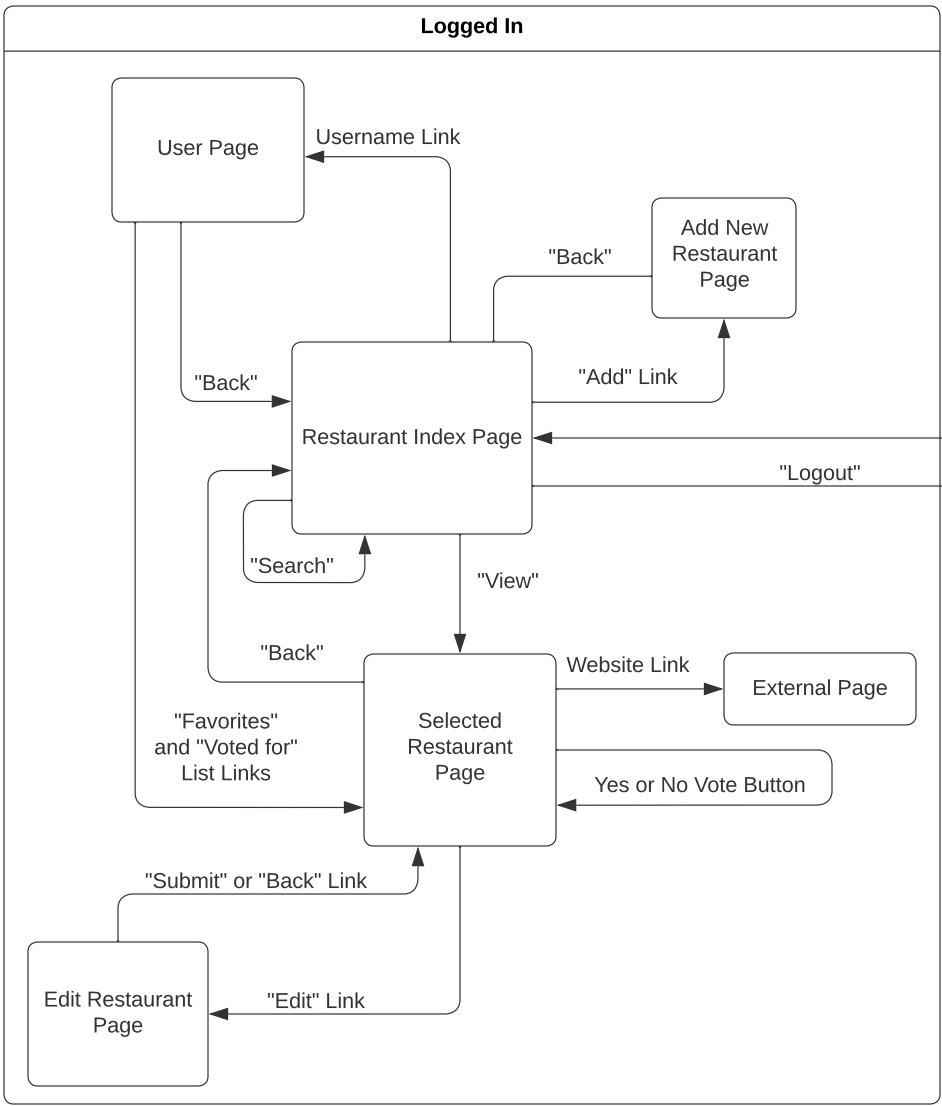 Logged In
User Page
Username Link
Add New
Restaurant
Page
"Back"
"Add" Link
"Back"
Restaurant Index Page
"Logout"
"Search"
"View"
"Back"
Website Link
External Page
Selected
Restaurant
Page
"Favorites"
and "Voted for"
List Links
Yes or No Vote Button
"Submit" or "Back" Link
Edit Restaurant
Page
"Edit" Link